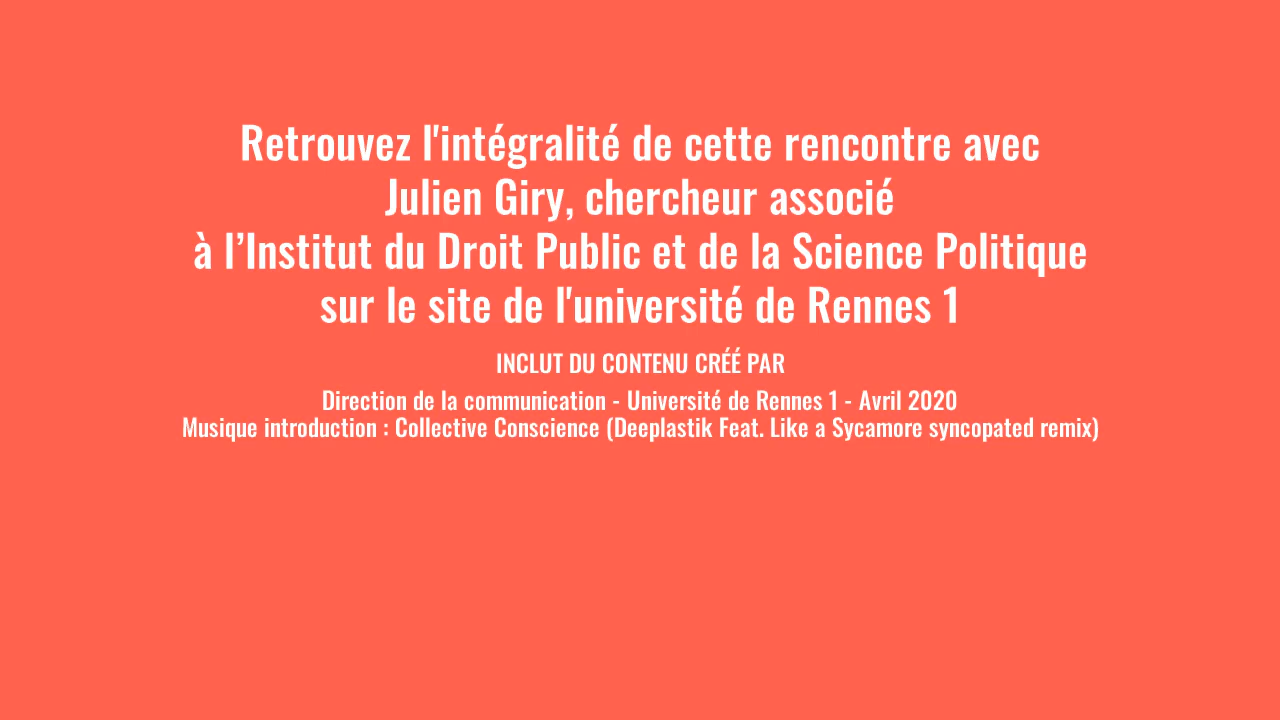 Retrouvez l'intégralité de cette rencontre avec
Julien Giry, chercheur associé
à l’Institut du Droit Public et de la Science Politique
sur le site de l'université de Rennes 1
INCLUT DU CONTENU CRÉÉ PAR
Direction de la communication - Université de Rennes 1 - Avril 2020
Musique introduction : Collective Conscience (Deeplastik Feat. Like a Sycamore syncopated remix)